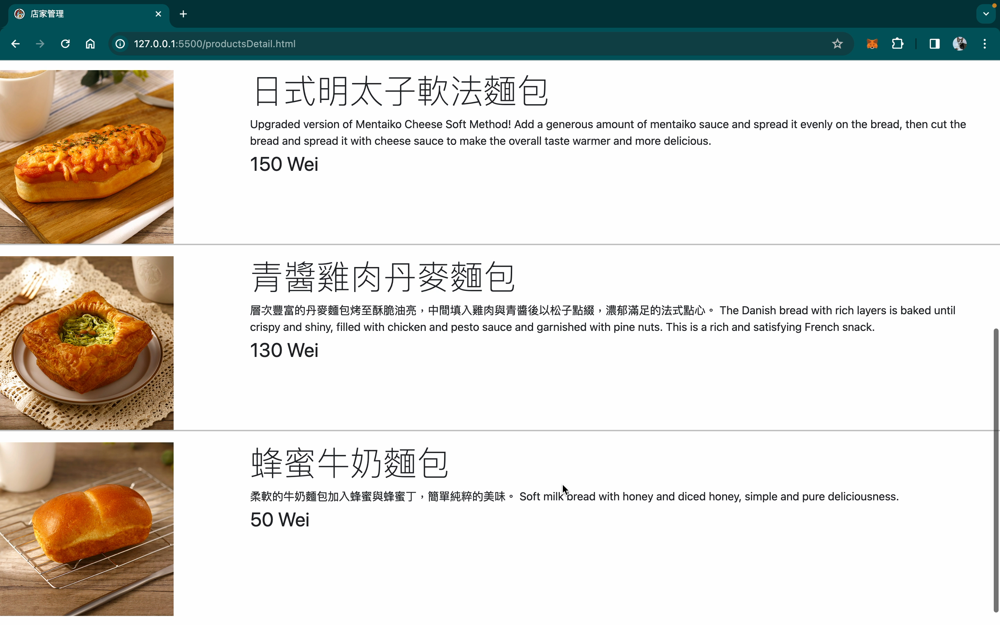 店家管理
127.0.0.1:5500/productsDetail.html
日式明太子軟法麵包
Upgraded version of Mentaiko Cheese Soft Method! Add a generous amount of mentaiko sauce and spread it evenly on the bread, then cut the
bread and spread it with cheese sauce to make the overall taste warmer and more delicious.
150 Wei
青醬雞肉丹麥麵包
層次豐富的丹麥麵包烤至酥脆油亮，中間填入雞肉與青醬後以松子點綴，濃郁滿足的法式點心。 The Danish bread with rich layers is baked until
crispy and shiny, filled with chicken and pesto sauce and garnished with pine nuts. This is a rich and satisfying French snack.
130 Wei
蜂蜜牛奶麵包
柔軟的牛奶麵包加入蜂蜜與蜂蜜丁，簡單純粹的美味。 Soft milk bread with honey and diced honey, simple and pure deliciousness.
50 Wei